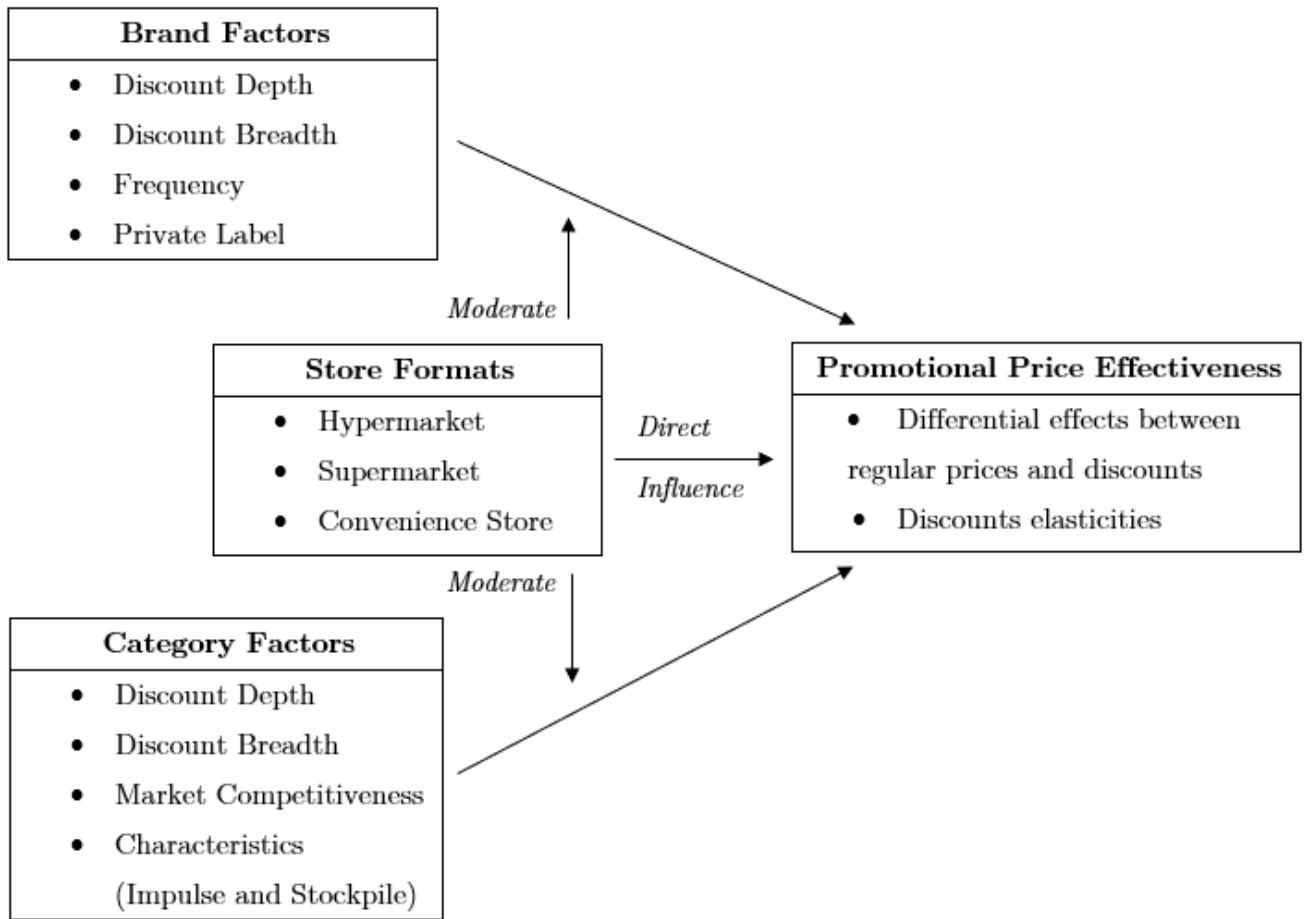 Brand Factors
• Discount Depth
• Discount Breadth
• Frequency
• Private Label
Moderate
Store Formats
• Hypermarket
• Supermarket
• Convenience Store
Direct
Influence
Promotional Price Effectiveness
• Differential effects between
regular prices and discounts
• Discounts elasticities
Moderate
Category Factors
• Discount Depth
• Discount Breadth
• Market Competitiveness
• Characteristics
(Impulse and Stockpile)